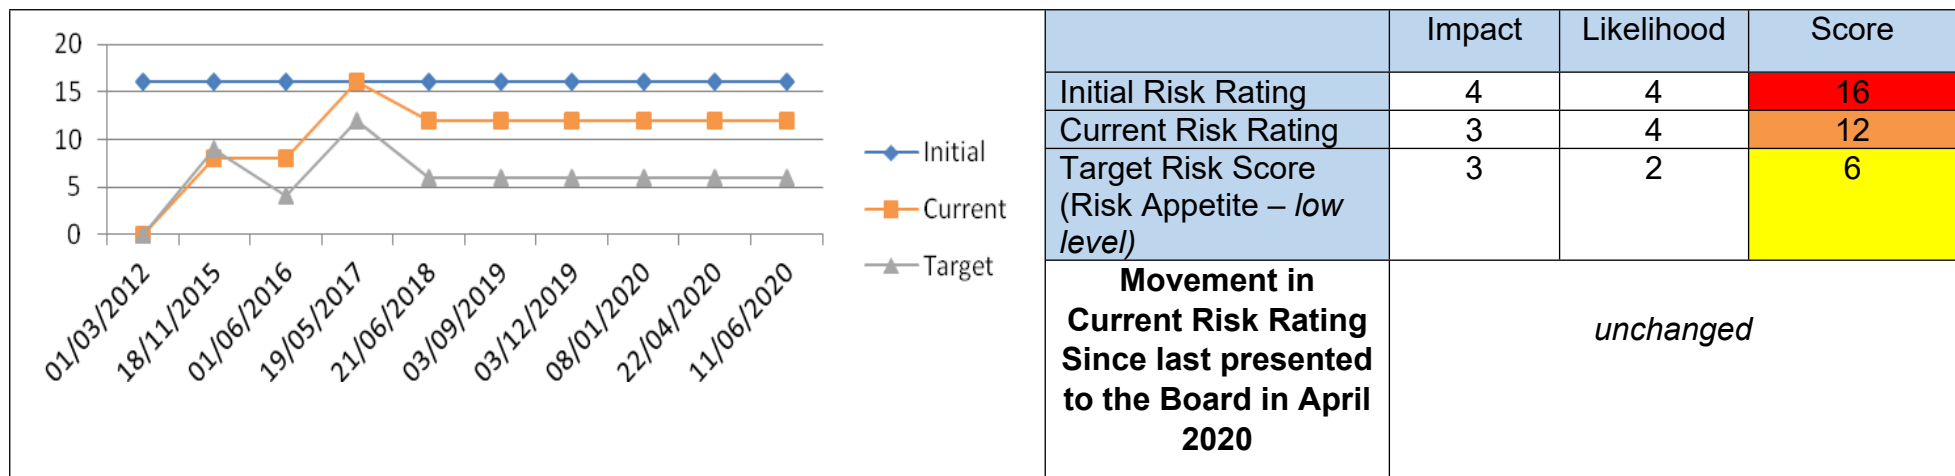 20
15
10
5
0
01/03/2012
18/11/2015
01/06/2016
19/05/2017
21/06/2018
03/09/2019
03/12/2019
08/01/2020
22/04/2020
11/06/2020
Initial
Current
Target
Impact Likelihood Score
Initial Risk Rating 4 4 16
Current Risk Rating 3 4 12
Target Risk Score 3 2 6
(Risk Appetite – low
level)
Movement in
Current Risk Rating
Since last presented
to the Board in April
2020
unchanged